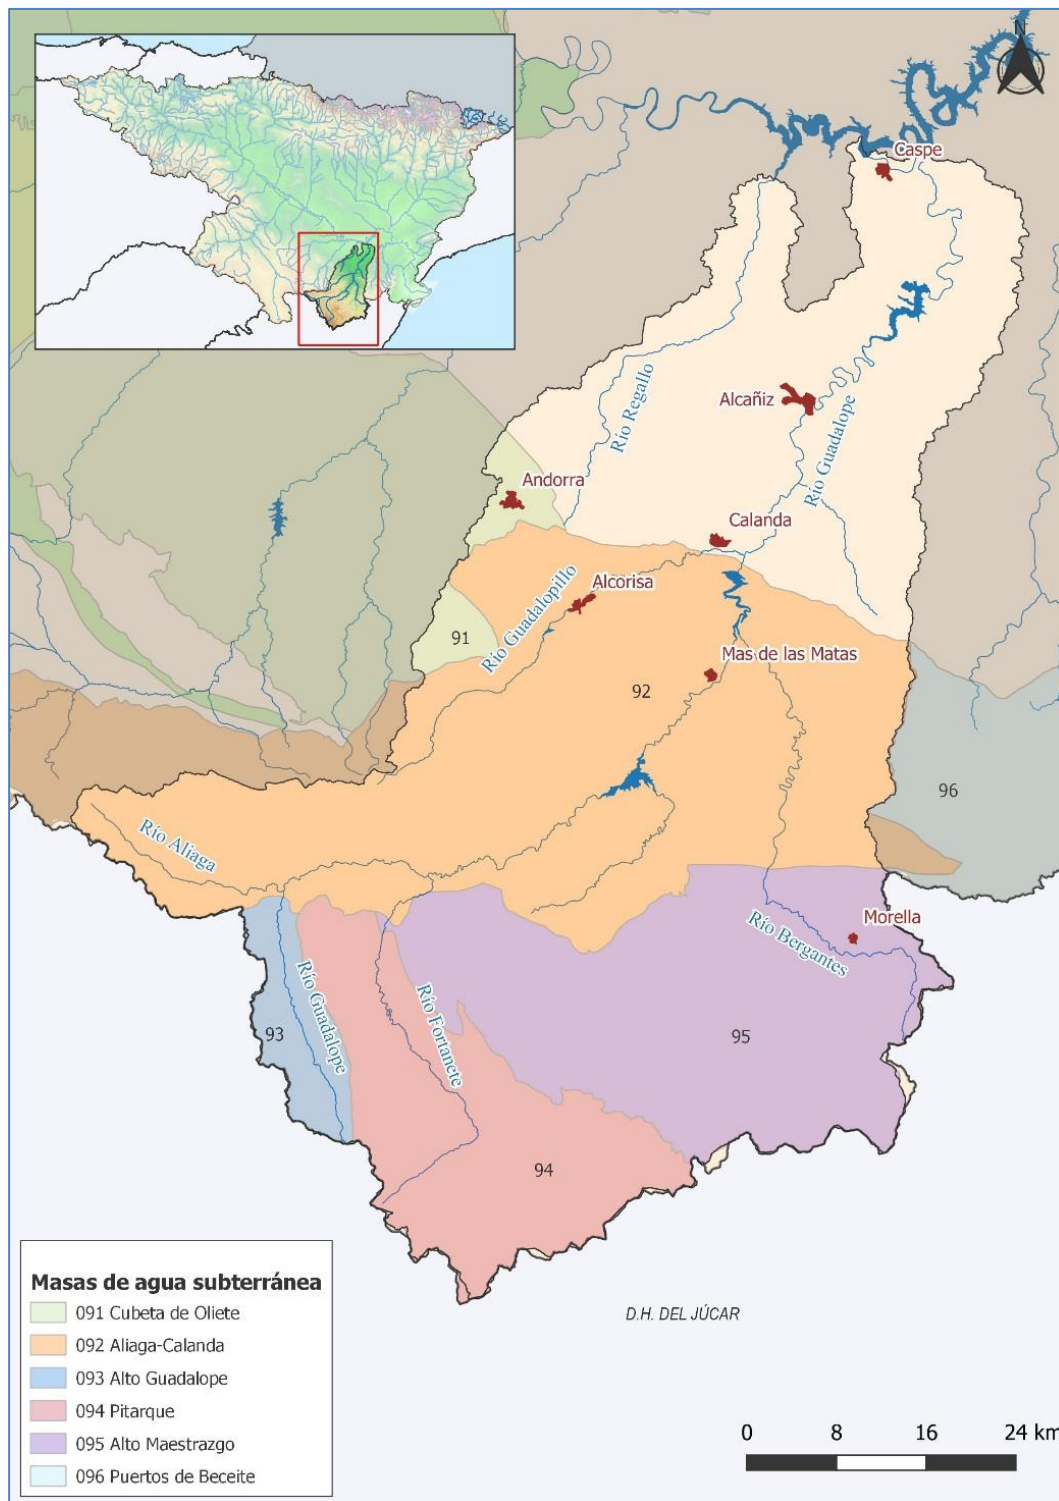 N
Caspe
Río Regallo
Alcañiz
Río Guadalope
Andorra
Calanda
Alcorisa
Río Guadalopillo
91
Mas de las Matas
92
96
Río Aliaga
Morella
Río Bergantes
Río Guadalope
Río Fortanete
93
95
94
Masas de agua subterránea
091 Cubeta de Oliete
092 Aliaga-Calanda
093 Alto Guadalope
094 Pitarque
095 Alto Maestrazgo
096 Puertos de Beceite
D.H. DEL JÚCAR
0 8 16 24 km